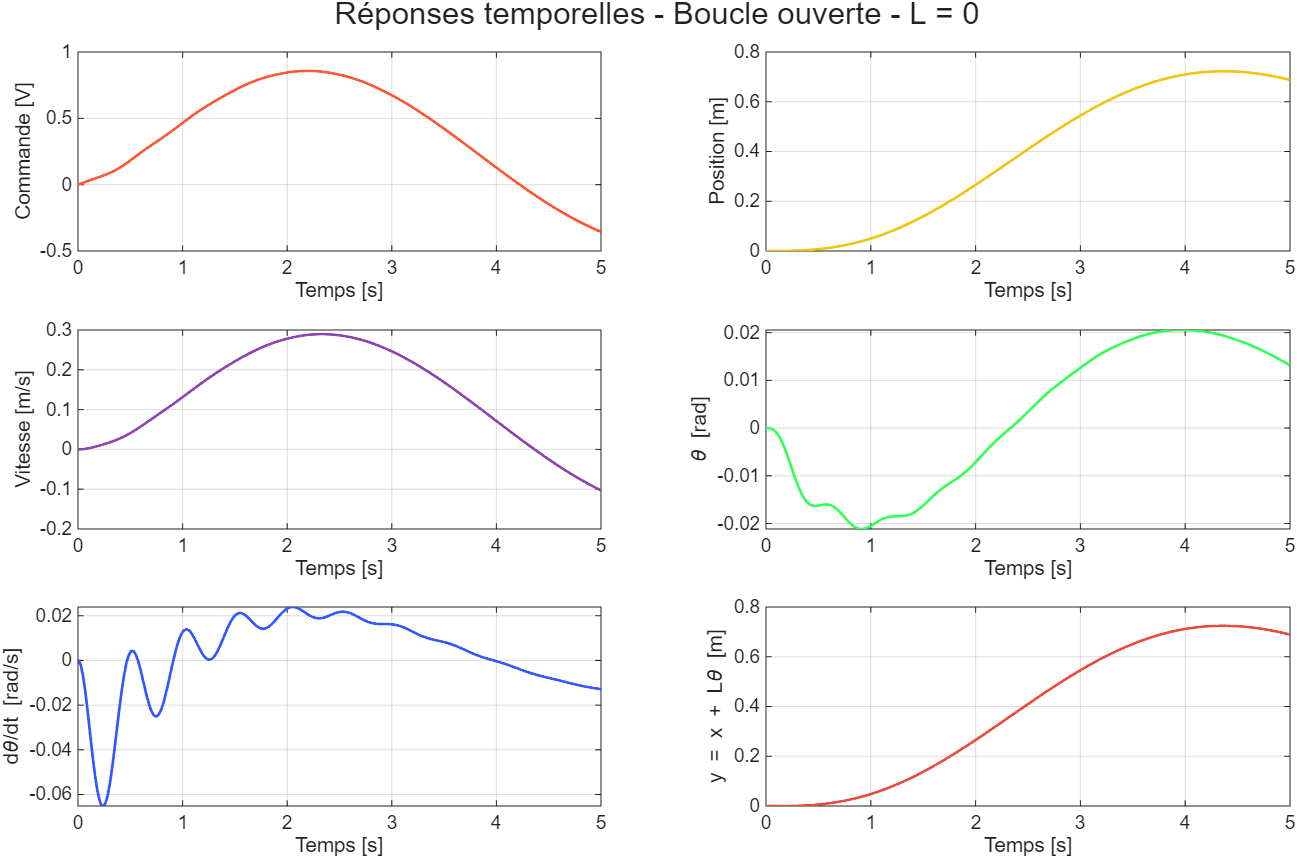 Réponses temporelles - Boucle ouverte - L = 0
Commande [V]
1
0.5
0
-0.5
0 1 2 3 4 5
Temps [s]
Position [m]
0.8
0.6
0.4
0.2
0
0 1 2 3 4 5
Temps [s]
Vitesse [m/s]
0.3
0.2
0.1
0
-0.1
-0.2
0 1 2 3 4 5
Temps [s]
θ [rad]
0.02
0.01
0
-0.01
-0.02
0 1 2 3 4 5
Temps [s]
dθ/dt [rad/s]
0.02
0
-0.02
-0.04
-0.06
0 1 2 3 4 5
Temps [s]
y = x + Lθ [m]
0.8
0.6
0.4
0.2
0
0 1 2 3 4 5
Temps [s]